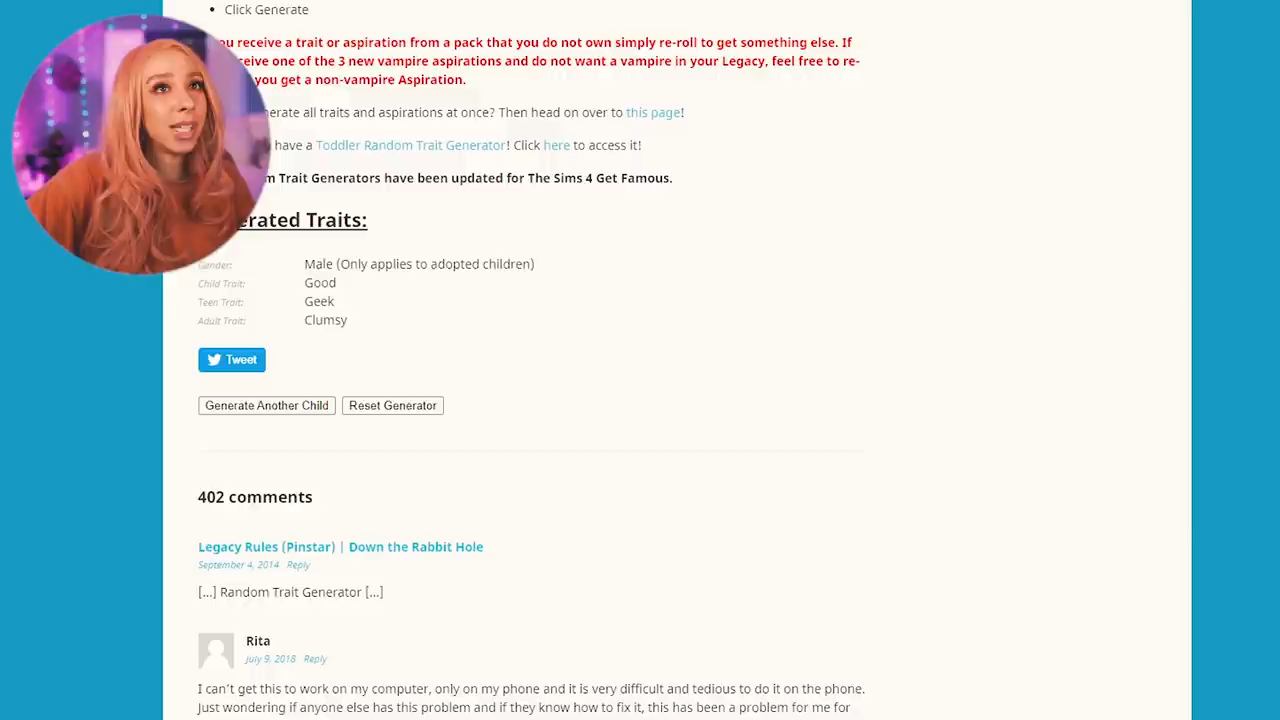 Click Generate
ou receive a trait or aspiration from a pack that you do not own simply re-roll to get something else. If
ceive one of the 3 new vampire aspirations and do not want a vampire in your Legacy, feel free to re-
you get a non-vampire Aspiration.
nerate all traits and aspirations at once? Then head on over to this page!
have a Toddler Random Trait Generator! Click here to access it!
m Trait Generators have been updated for The Sims 4 Get Famous.
erated Traits:
Gender: Male (Only applies to adopted children)
Child Trait: Good
Teen Trait: Geek
Adult Trait: Clumsy
Tweet
Generate Another Child Reset Generator
402 comments
Legacy Rules (Pinstar) | Down the Rabbit Hole
September 4, 2014 Reply
[…] Random Trait Generator […]
Rita
July 9, 2018 Reply
I can't get this to work on my computer, only on my phone and it is very difficult and tedious to do it on the phone.
Just wondering if anyone else has this problem and if they know how to fix it, this has been a problem for me for